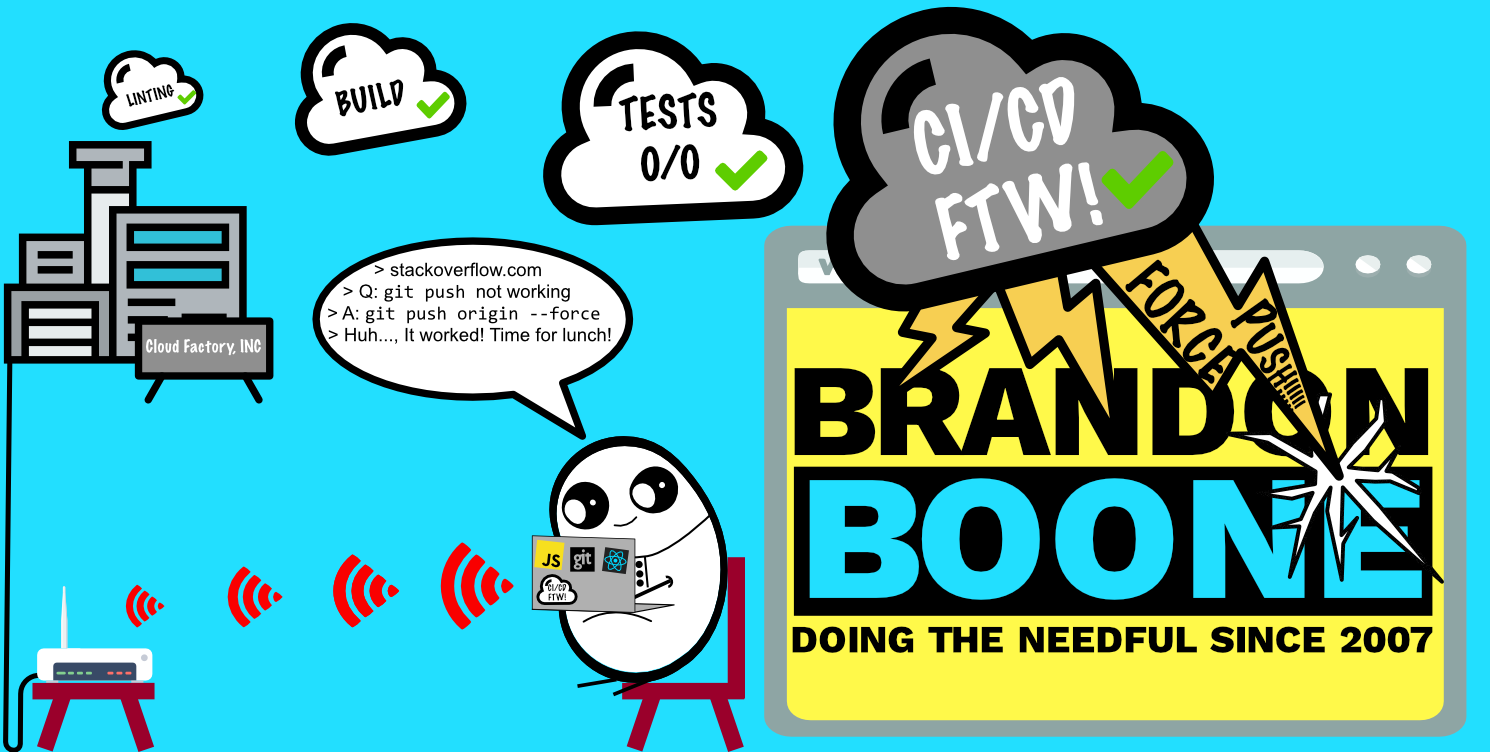 LINTING
BUILD
TESTS
0/0
CI/CD
FTW!
Cloud Factory, INC
> stackoverflow.com
> Q: git push not working
> A: git push origin --force
> Huh..., It worked! Time for lunch!
FORCE
PUSH!!!!!
JS
git
CI/CD
FTW!
BRANDON
BOONE
DOING THE NEEDFUL SINCE 2007